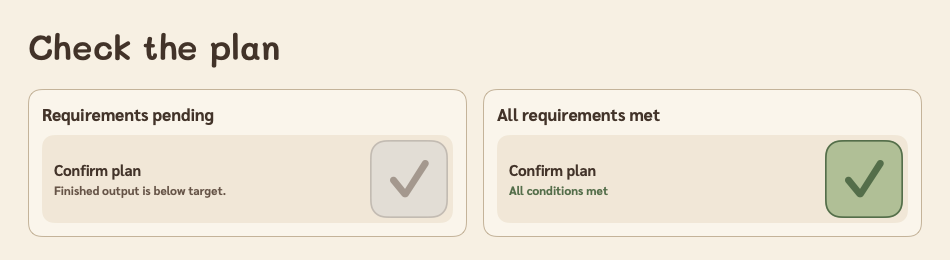 Check the plan
Requirements pending
Confirm plan
Finished output is below target.
All requirements met
Confirm plan
All conditions met